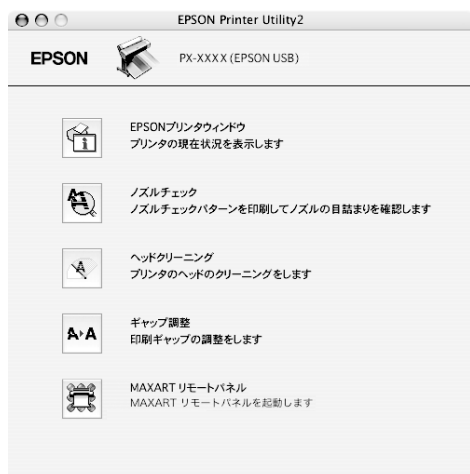 EPSON Printer Utility2
EPSON
PX-XXXX (EPSON USB)
EPSONプリンタウィンドウ
プリンタの現在状況を表示します
ノズルチェック
ノズルチェックパターンを印刷してノズルの目詰まりを確認します
ヘッドクリーニング
プリンタのヘッドのクリーニングをします
ギャップ調整
印刷ギャップの調整をします
MAXART リモートパネル
MAXART リモートパネルを起動します